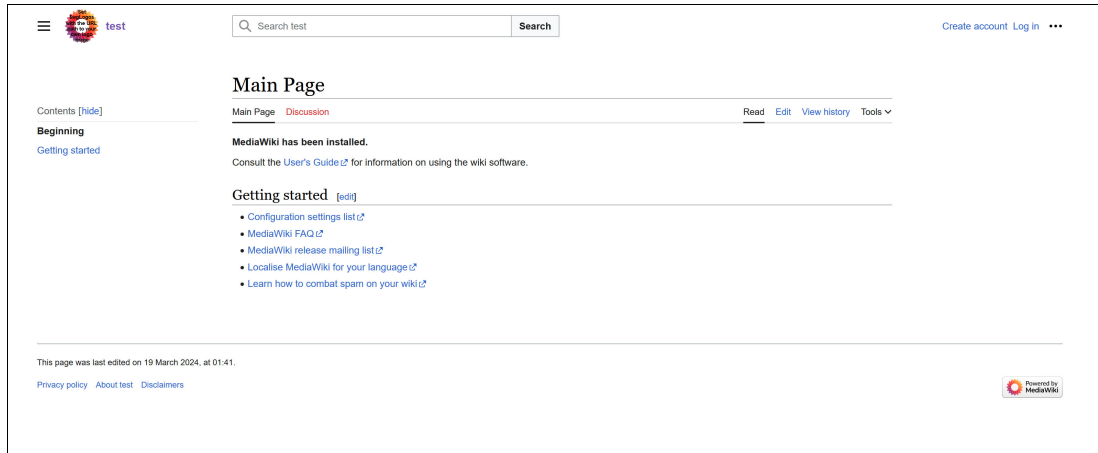 test
Search test
Search
Create account Log in
Main Page
Contents [hide]
Main Page Discussion
Read Edit View history Tools
Beginning
Getting started
MediaWiki has been installed.
Consult the User's Guide for information on using the wiki software.
Getting started [edit]
• Configuration settings list
• MediaWiki FAQ
• MediaWiki release mailing list
• Localise MediaWiki for your language
• Learn how to combat spam on your wiki
This page was last edited on 19 March 2024, at 01:41.
Privacy policy About test Disclaimers
Powered by
MediaWiki